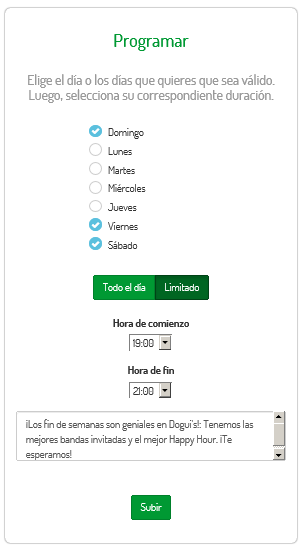 Programar
Elige el día o los días que quieres que sea válido.
Luego, selecciona su correspondiente duración.
Domingo
Lunes
Martes
Miércoles
Jueves
Viernes
Sábado
Todo el día Limitado
Hora de comienzo
19:00
Hora de fin
21:00
¡Los fin de semanas son geniales en Dogui's!: Tenemos las
mejores bandas invitadas y el mejor Happy Hour. ¡Te
esperamos!
Subir